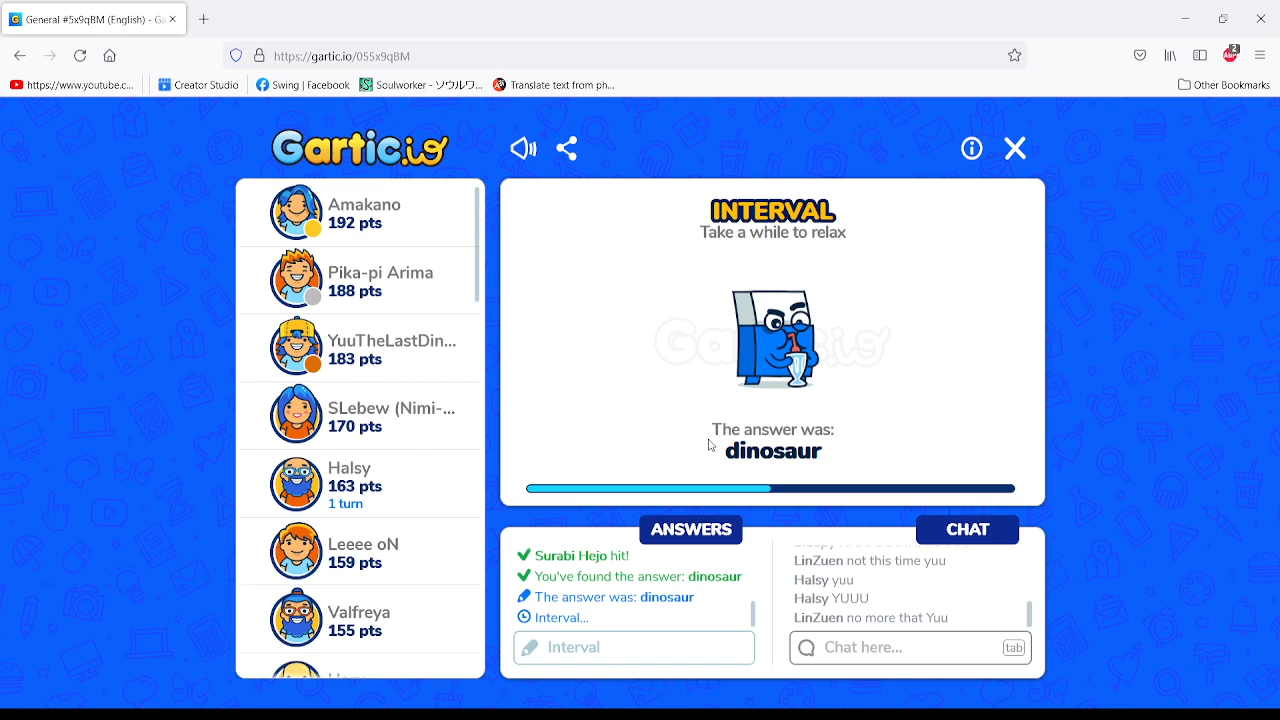 General #5x9qBM (English) - Ga
https://gartic.io/055x9qBM
2
https://www.youtube.c...
Creator Studio
Swing | Facebook
Soulworker - ソウルワ...
Translate text from ph...
Other Bookmarks
Gartic.io
Amakano
192 pts
Pika-pi Arima
188 pts
YuuTheLastDin...
183 pts
SLebew (Nimi-...
170 pts
Halsy
163 pts
1 turn
Leeee oN
159 pts
Valfreya
155 pts
INTERVAL
Take a while to relax
The answer was:
dinosaur
ANSWERS
Surabi Hejo hit!
You've found the answer: dinosaur
The answer was: dinosaur
Interval...
Interval
CHAT
LinZuen not this time yuu
Halsy yuu
Halsy YUUU
LinZuen no more that Yuu
Chat here...
tab